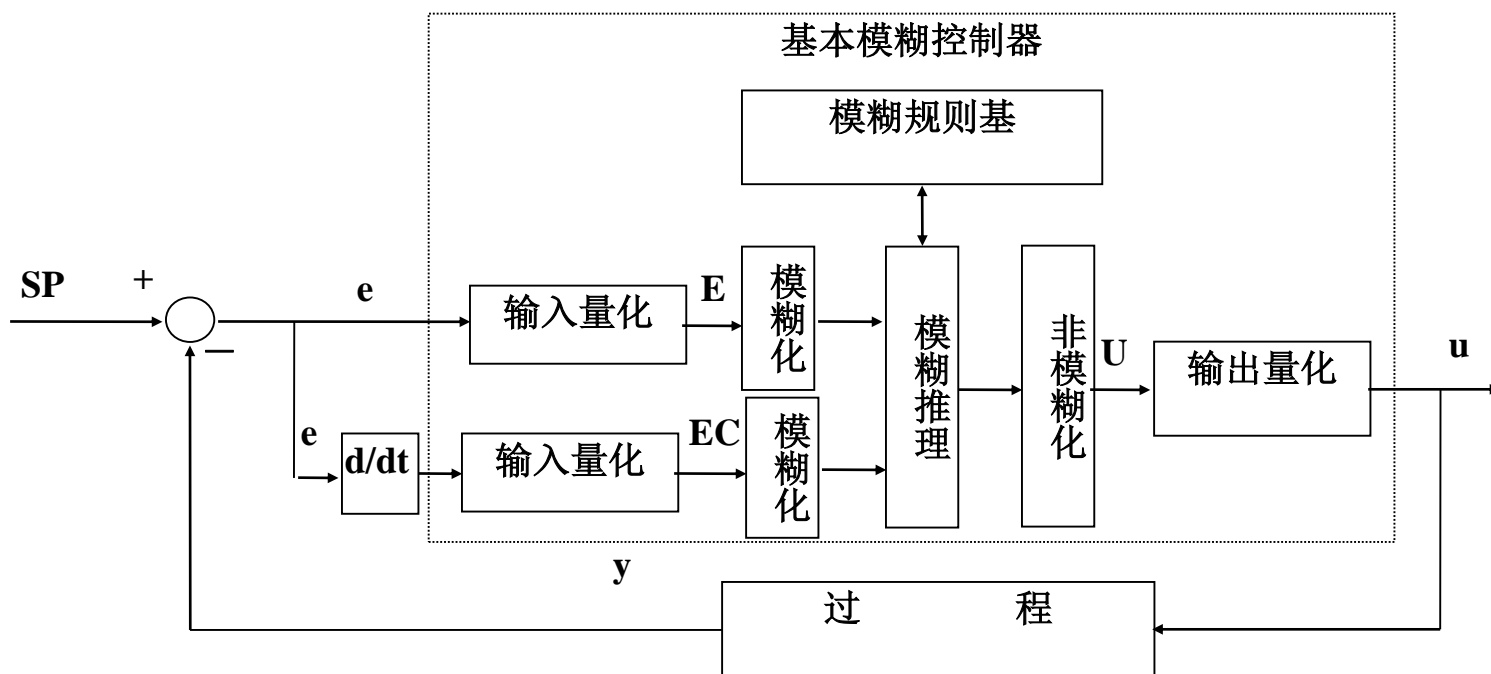 基本模糊控制器
模糊规则基
SP
+
e
输入量化
E
模糊化
模糊推理
非模糊化
U
输出量化
u
−
e
d/dt
输入量化
EC
模糊化
y
过 程